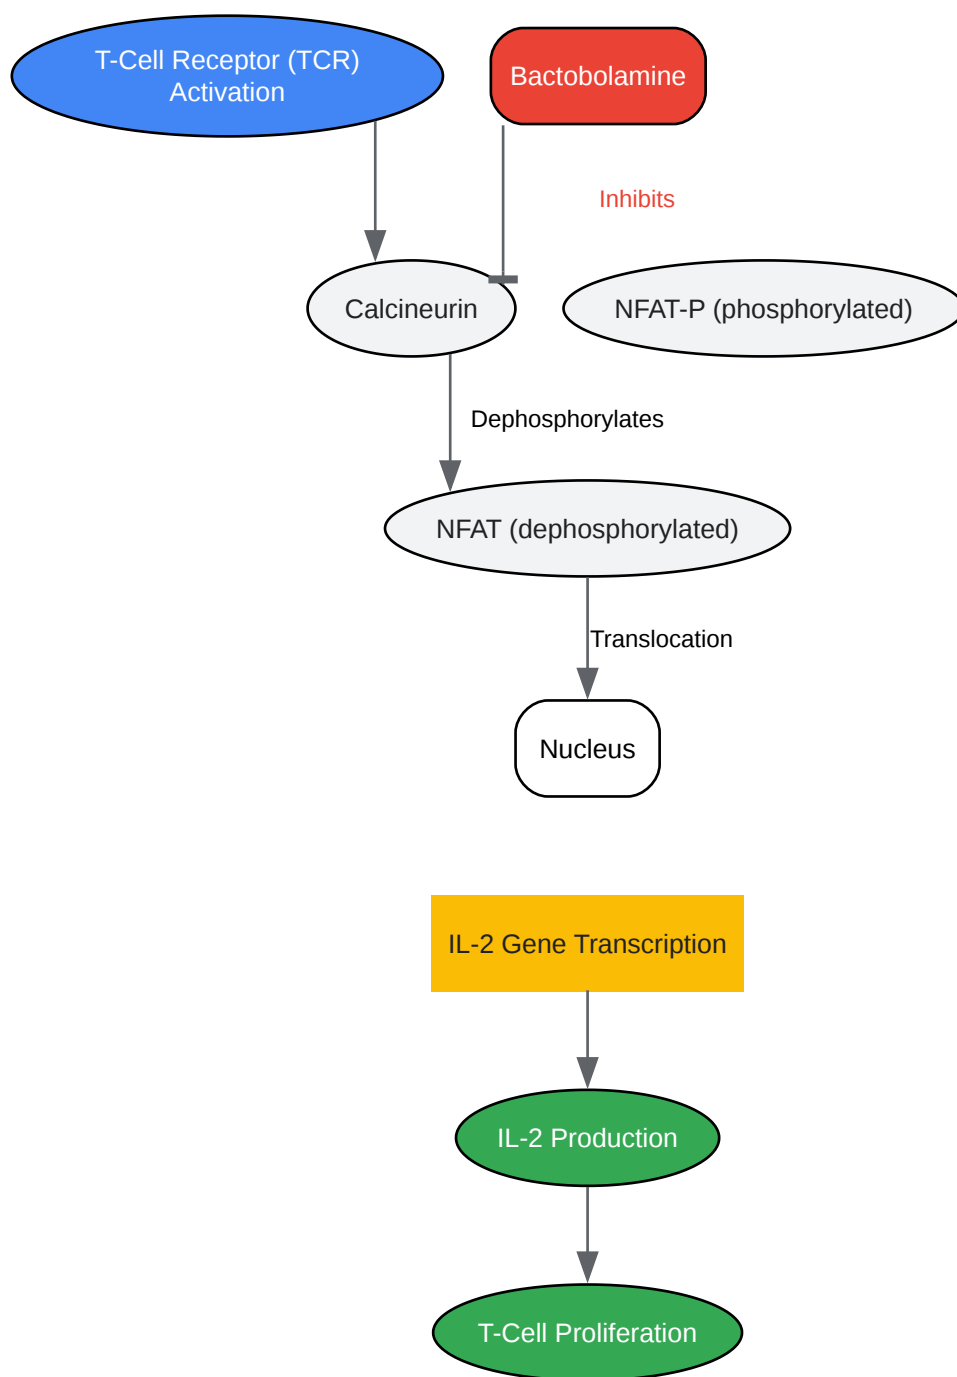 T-Cell Receptor (TCR)
Activation
Bactobolamine
Inhibits
Calcineurin
NFAT-P (phosphorylated)
Dephosphorylates
NFAT (dephosphorylated)
Translocation
Nucleus
IL-2 Gene Transcription
IL-2 Production
T-Cell Proliferation